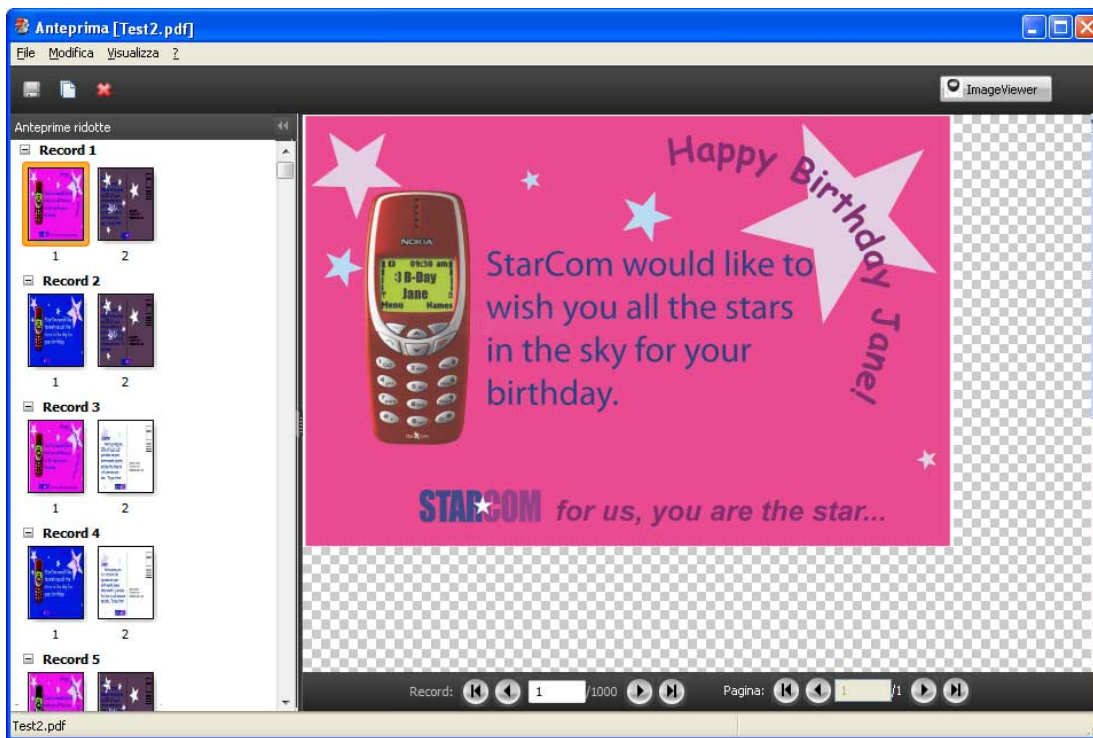 Anteprima [Test2.pdf]
File Modifica Visualizza ?
ImageViewer
Anteprime ridotte
Record 1
1 2
Record 2
1 2
Record 3
1 2
Record 4
1 2
Record 5
Happy Birthday Jane!
NOKIA
09:30 am
:) B-Day
Jane
Menu Names
StarCom would like to
wish you all the stars
in the sky for your
birthday.
STARCOM for us, you are the star...
Record: 1 /1000 Pagina: 1 /1
Test2.pdf